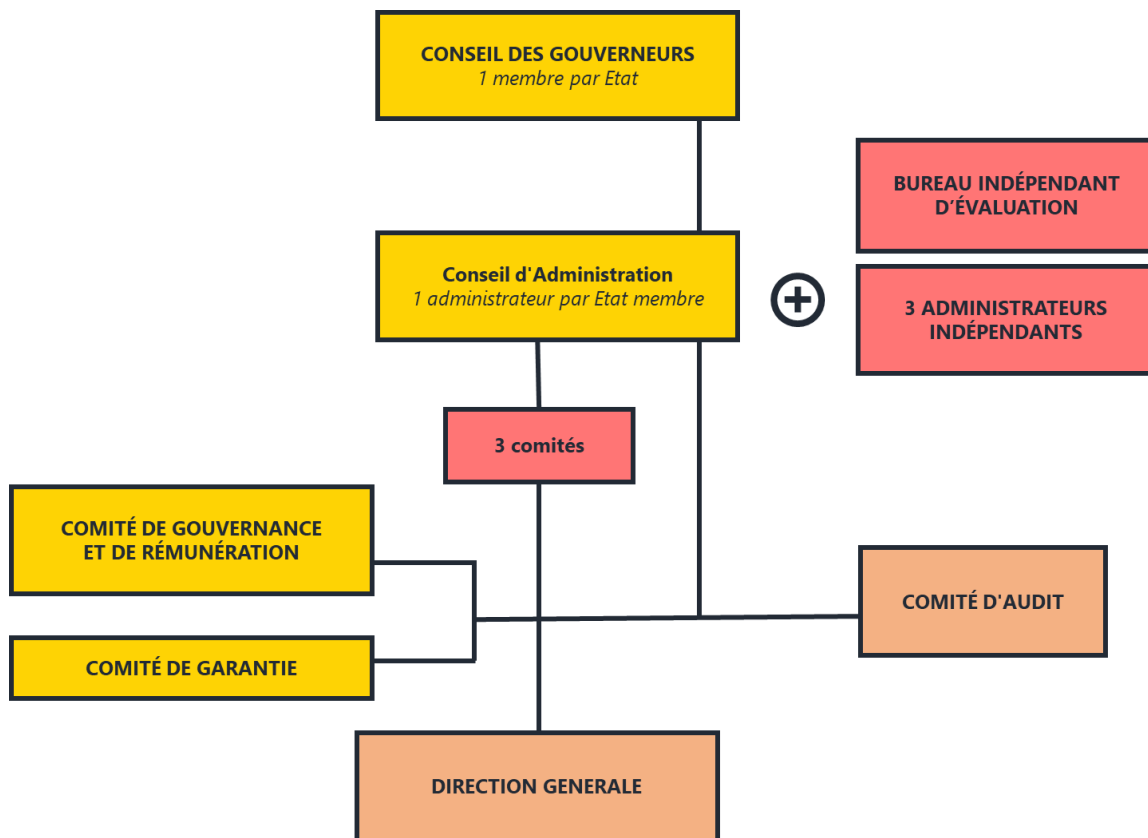 CONSEIL DES GOUVERNEURS
1 membre par Etat
BUREAU INDÉPENDANT
D’ÉVALUATION
Conseil d'Administration
1 administrateur par Etat membre
3 ADMINISTRATEURS
INDÉPENDANTS
3 comités
COMITÉ DE GOUVERNANCE
ET DE RÉMUNÉRATION
COMITÉ D'AUDIT
COMITÉ DE GARANTIE
DIRECTION GENERALE